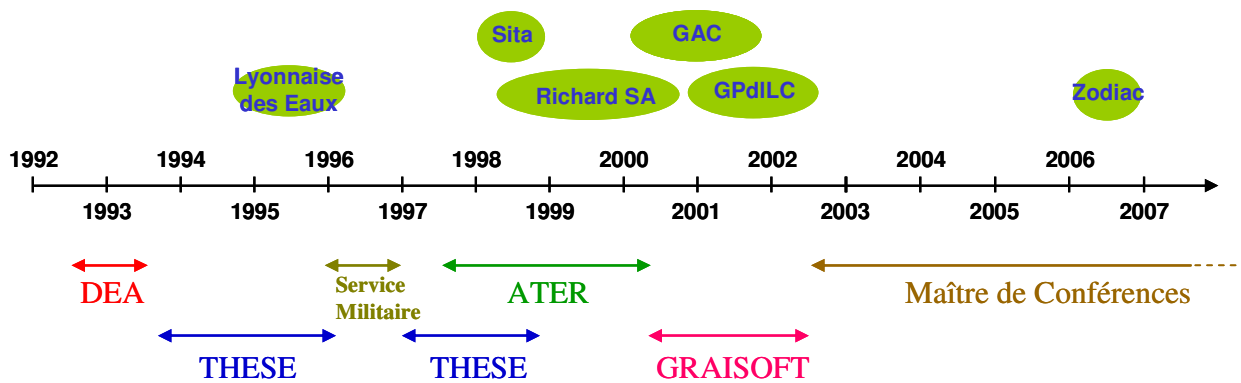 Sita
GAC
Lyonnaise
des Eaux
Richard SA
GPdILC
Zodiac
1992 1994 1996 1998 2000 2002 2004 2006
1993 1995 1997 1999 2001 2003 2005 2007
DEA
Service
Militaire
ATER
Maître de Conférences
THESE
THESE
GRAISOFT